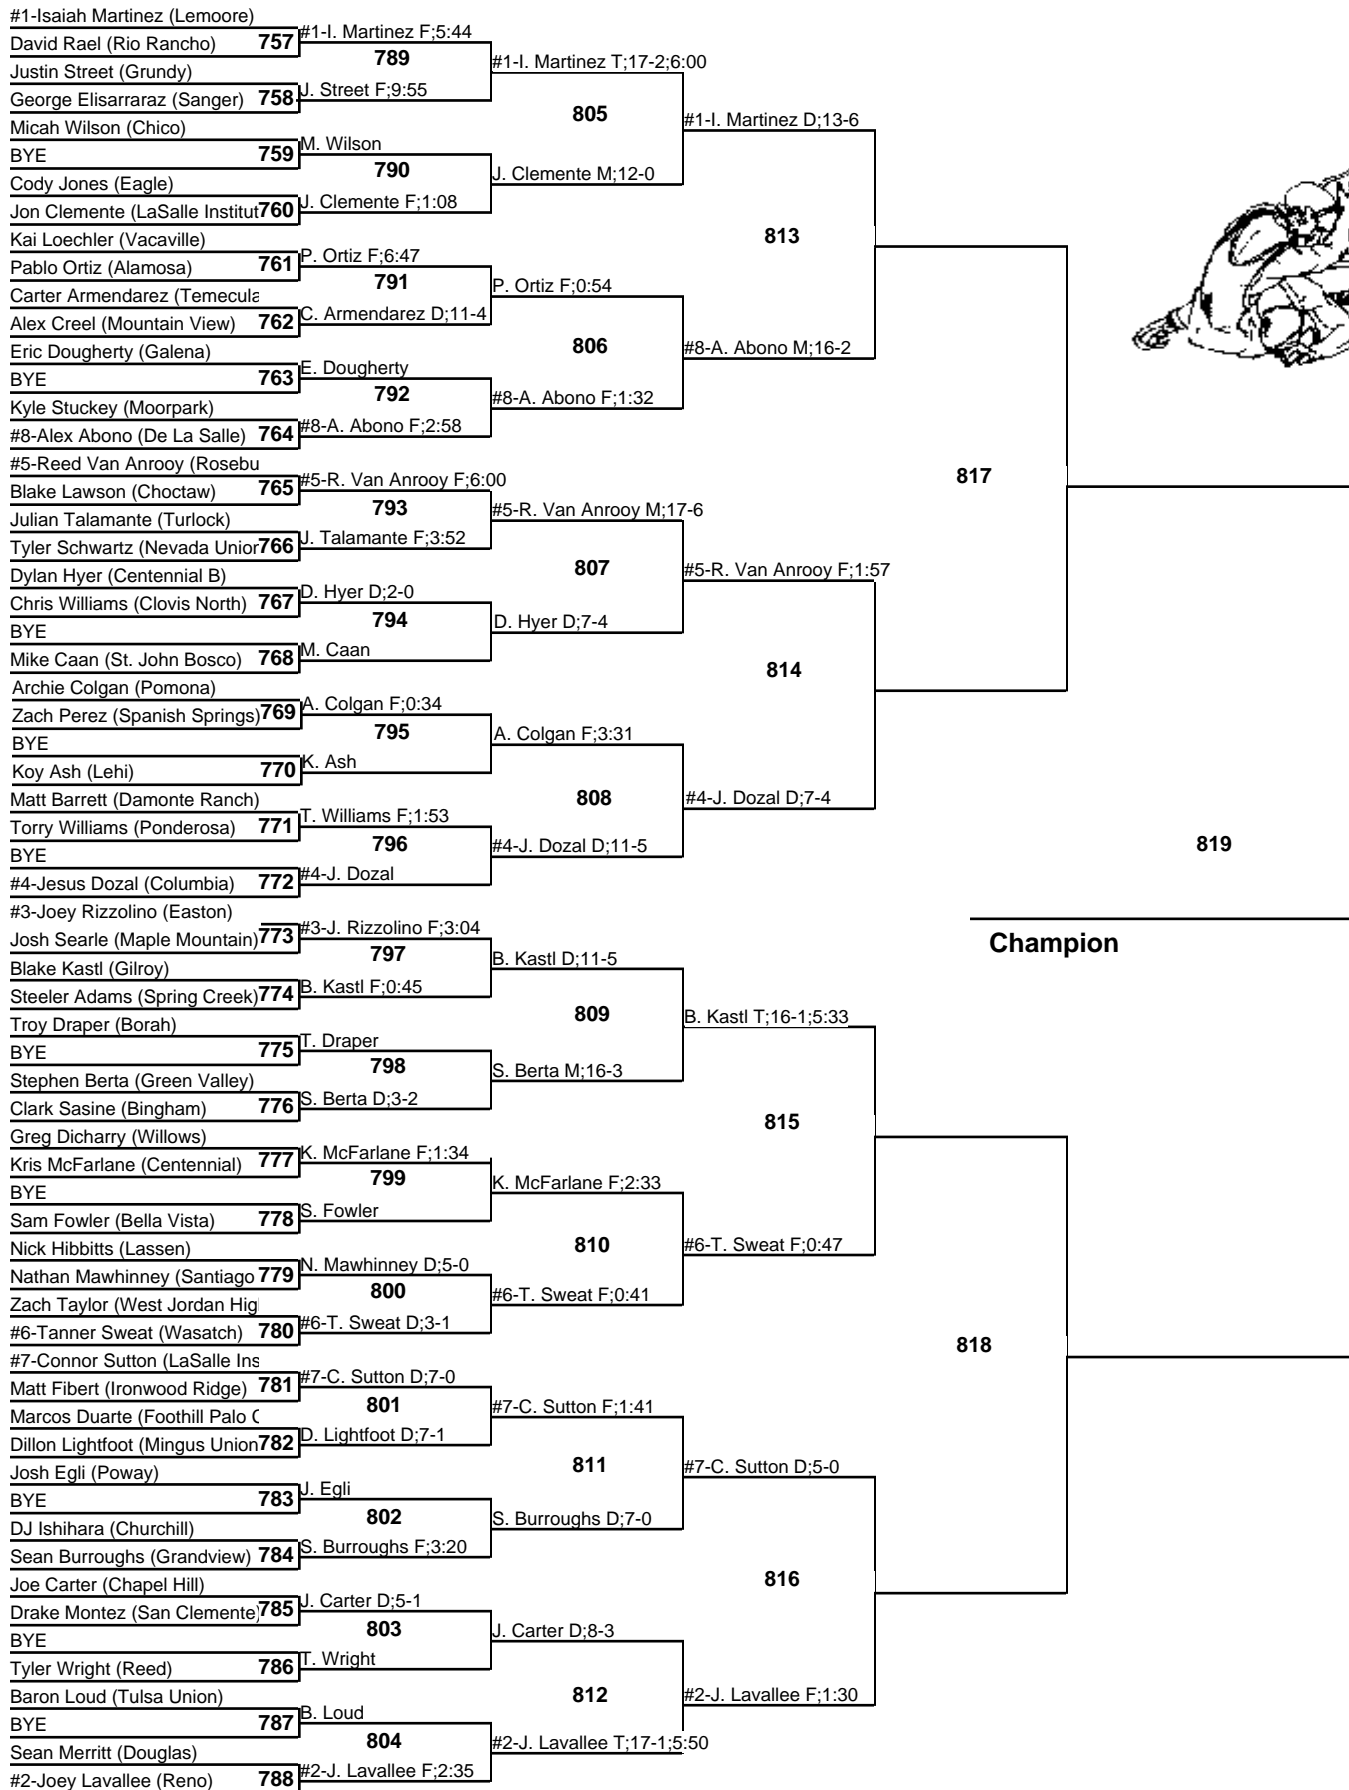 #1-Isaiah Martinez (Lemoore)
David Rael (Rio Rancho) 757
Justin Street (Grundy)
George Elisarraraz (Sanger) 758
Micah Wilson (Chico)
BYE 759
Cody Jones (Eagle)
Jon Clemente (LaSalle Institut 760
Kai Loechler (Vacaville)
Pablo Ortiz (Alamosa) 761
Carter Armendarez (Temecula
Alex Creel (Mountain View) 762
Eric Dougherty (Galena)
BYE 763
Kyle Stuckey (Moorpark)
#8-Alex Abono (De La Salle) 764
#5-Reed Van Anrooy (Rosebu
Blake Lawson (Choctaw) 765
Julian Talamante (Turlock)
Tyler Schwartz (Nevada Union 766
Dylan Hyer (Centennial B)
Chris Williams (Clovis North) 767
BYE
Mike Caan (St. John Bosco) 768
Archie Colgan (Pomona)
Zach Perez (Spanish Springs) 769
BYE
Koy Ash (Lehi) 770
Matt Barrett (Damonte Ranch)
Torry Williams (Ponderosa) 771
BYE
#4-Jesus Dozal (Columbia) 772
#3-Joey Rizzolino (Easton)
Josh Searle (Maple Mountain) 773
Blake Kastl (Gilroy)
Steeler Adams (Spring Creek) 774
Troy Draper (Borah)
BYE 775
Stephen Berta (Green Valley)
Clark Sasine (Bingham) 776
Greg Dicharry (Willows)
Kris McFarlane (Centennial) 777
BYE
Sam Fowler (Bella Vista) 778
Nick Hibbitts (Lassen)
Nathan Mawhinney (Santiago 779
Zach Taylor (West Jordan Hig
#6-Tanner Sweat (Wasatch) 780
#7-Connor Sutton (LaSalle Ins
Matt Fibert (Ironwood Ridge) 781
Marcos Duarte (Foothill Palo C
Dillon Lightfoot (Mingus Union 782
Josh Egli (Poway)
BYE 783
DJ Ishihara (Churchill)
Sean Burroughs (Grandview) 784
Joe Carter (Chapel Hill)
Drake Montez (San Clemente) 785
BYE
Tyler Wright (Reed) 786
Baron Loud (Tulsa Union)
BYE 787
Sean Merritt (Douglas)
#2-Joey Lavallee (Reno) 788
#1-I. Martinez F;5:44
789
J. Street F;9:55
M. Wilson
790
J. Clemente F;1:08
P. Ortiz F;6:47
791
C. Armendarez D;11-4
E. Dougherty
792
#8-A. Abono F;2:58
#5-R. Van Anrooy F;6:00
793
J. Talamante F;3:52
D. Hyer D;2-0
794
M. Caan
A. Colgan F;0:34
795
K. Ash
T. Williams F;1:53
796
#4-J. Dozal
#3-J. Rizzolino F;3:04
797
B. Kastl F;0:45
T. Draper
798
S. Berta D;3-2
K. McFarlane F;1:34
799
S. Fowler
N. Mawhinney D;5-0
800
#6-T. Sweat D;3-1
#7-C. Sutton D;7-0
801
D. Lightfoot D;7-1
J. Egli
802
S. Burroughs F;3:20
J. Carter D;5-1
803
T. Wright
B. Loud
804
#2-J. Lavallee F;2:35
#1-I. Martinez T;17-2;6:00
805
J. Clemente M;12-0
P. Ortiz F;0:54
806
#8-A. Abono F;1:32
#5-R. Van Anrooy M;17-6
807
D. Hyer D;7-4
A. Colgan F;3:31
808
#4-J. Dozal D;11-5
B. Kastl D;11-5
809
S. Berta M;16-3
K. McFarlane F;2:33
810
#6-T. Sweat F;0:41
#7-C. Sutton F;1:41
811
S. Burroughs D;7-0
J. Carter D;8-3
812
#2-J. Lavallee T;17-1;5:50
#1-I. Martinez D;13-6
813
#8-A. Abono M;16-2
#5-R. Van Anrooy F;1:57
814
#4-J. Dozal D;7-4
B. Kastl T;16-1;5:33
815
#6-T. Sweat F;0:47
#7-C. Sutton D;5-0
816
#2-J. Lavallee F;1:30
817
818
819
Champion